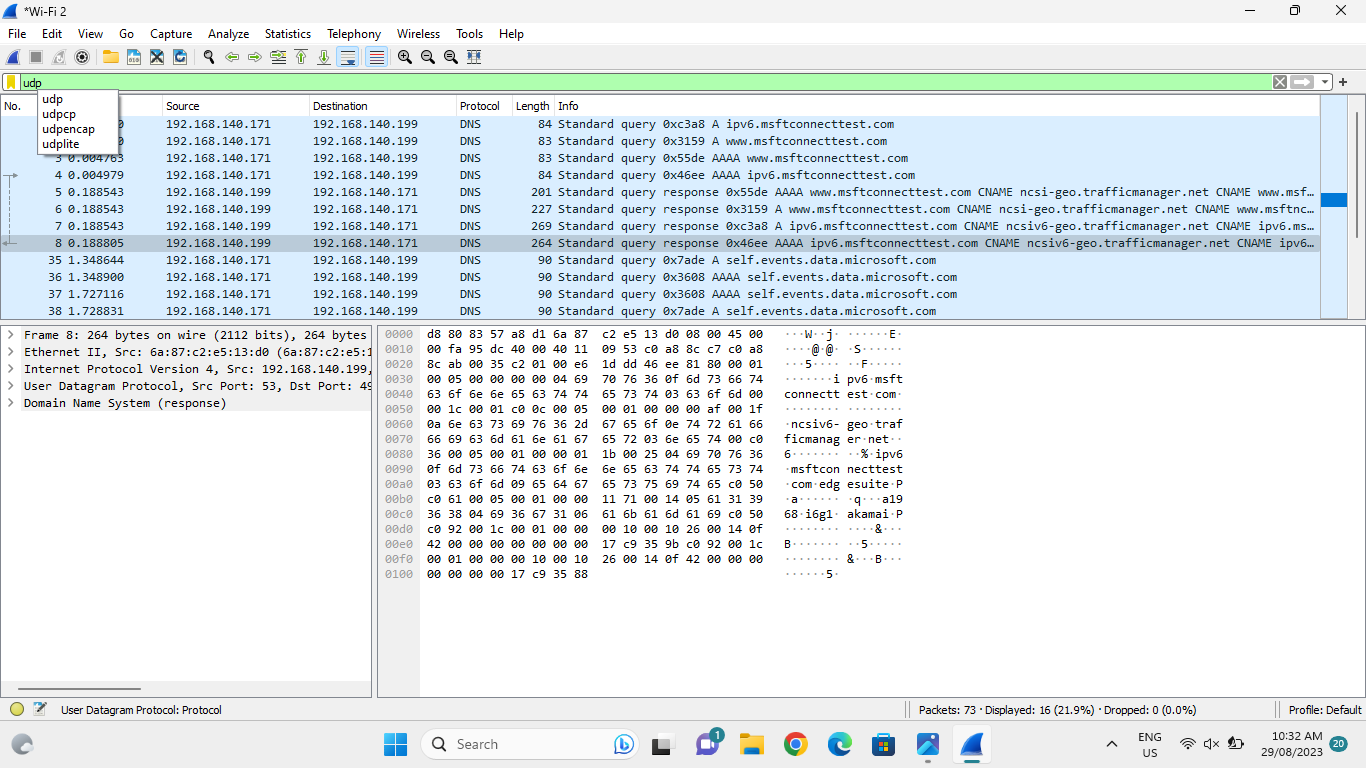 *Wi-Fi 2
File Edit View Go Capture Analyze Statistics Telephony Wireless Tools Help
udp
udp
udpcp
udpencap
udplite
No. Source Destination Protocol Length Info
0 192.168.140.171 192.168.140.199 DNS 84 Standard query 0xc3a8 A ipv6.msftconnecttest.com
0 192.168.140.171 192.168.140.199 DNS 83 Standard query 0x3159 A www.msftconnecttest.com
3 0.004763 192.168.140.171 192.168.140.199 DNS 83 Standard query 0x55de AAAA www.msftconnecttest.com
4 0.004979 192.168.140.171 192.168.140.199 DNS 84 Standard query 0x46ee AAAA ipv6.msftconnecttest.com
5 0.188543 192.168.140.199 192.168.140.171 DNS 201 Standard query response 0x55de AAAA www.msftconnecttest.com CNAME ncsi-geo.trafficmanager.net CNAME www.msf…
6 0.188543 192.168.140.199 192.168.140.171 DNS 227 Standard query response 0x3159 A www.msftconnecttest.com CNAME ncsi-geo.trafficmanager.net CNAME www.msftnc…
7 0.188543 192.168.140.199 192.168.140.171 DNS 269 Standard query response 0xc3a8 A ipv6.msftconnecttest.com CNAME ncsiv6-geo.trafficmanager.net CNAME ipv6.ms…
8 0.188805 192.168.140.199 192.168.140.171 DNS 264 Standard query response 0x46ee AAAA ipv6.msftconnecttest.com CNAME ncsiv6-geo.trafficmanager.net CNAME ipv6…
35 1.348644 192.168.140.171 192.168.140.199 DNS 90 Standard query 0x7ade A self.events.data.microsoft.com
36 1.348900 192.168.140.171 192.168.140.199 DNS 90 Standard query 0x3608 AAAA self.events.data.microsoft.com
37 1.727116 192.168.140.171 192.168.140.199 DNS 90 Standard query 0x3608 AAAA self.events.data.microsoft.com
38 1.728831 192.168.140.171 192.168.140.199 DNS 90 Standard query 0x7ade A self.events.data.microsoft.com
Frame 8: 264 bytes on wire (2112 bits), 264 bytes
Ethernet II, Src: 6a:87:c2:e5:13:d0 (6a:87:c2:e5:1
Internet Protocol Version 4, Src: 192.168.140.199,
User Datagram Protocol, Src Port: 53, Dst Port: 49
Domain Name System (response)
0000 d8 80 83 57 a8 d1 6a 87 c2 e5 13 d0 08 00 45 00 ···W··j· ······E·
0010 00 fa 95 dc 40 00 40 11 09 53 c0 a8 8c c7 c0 a8 ····@·@· ·S······
0020 8c ab 00 35 c2 01 00 e6 1d dd 46 ee 81 80 00 01 ···5···· ··F·····
0030 00 05 00 00 00 00 04 69 70 76 36 0f 6d 73 66 74 ·······i pv6·msft
0040 63 6f 6e 6e 65 63 74 74 65 73 74 03 63 6f 6d 00 connectt est·com·
0050 00 1c 00 01 c0 0c 00 05 00 01 00 00 00 af 00 1f ········ ········
0060 0a 6e 63 73 69 76 36 2d 67 65 6f 0e 74 72 61 66 ·ncsiv6- geo·traf
0070 66 69 63 6d 61 6e 61 67 65 72 03 6e 65 74 00 c0 ficmanag er·net··
0080 36 00 05 00 01 00 00 01 1b 00 25 04 69 70 76 36 6······· ··%·ipv6
0090 0f 6d 73 66 74 63 6f 6e 6e 65 63 74 74 65 73 74 ·msftcon necttest
00a0 03 63 6f 6d 09 65 64 67 65 73 75 69 74 65 c0 50 ·com·edg esuite·P
00b0 c0 61 00 05 00 01 00 00 11 71 00 14 05 61 31 39 ·a······ ·q···a19
00c0 36 38 04 69 36 67 31 06 61 6b 61 6d 61 69 c0 50 68·i6g1· akamai·P
00d0 c0 92 00 1c 00 01 00 00 00 10 00 10 26 00 14 0f ········ ····&···
00e0 42 00 00 00 00 00 00 00 17 c9 35 9b c0 92 00 1c B······· ··5·····
00f0 00 01 00 00 00 10 00 10 26 00 14 0f 42 00 00 00 ········ &···B···
0100 00 00 00 00 17 c9 35 88 ······5·
User Datagram Protocol: Protocol Packets: 73 · Displayed: 16 (21.9%) · Dropped: 0 (0.0%) Profile: Default
Search
1
ENG
US
10:32 AM
29/08/2023
20